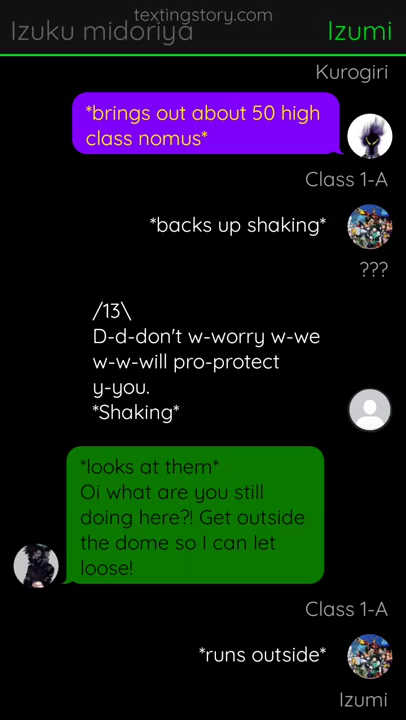 textingstory.com
Izuku midoriya
Izumi
Kurogiri
*brings out about 50 high
class nomus*
Class 1-A
*backs up shaking*
???
/13\
D-d-don't w-worry w-we
w-w-will pro-protect
y-you.
*Shaking*
*looks at them*
Oi what are you still
doing here?! Get outside
the dome so I can let
loose!
Class 1-A
*runs outside*
Izumi